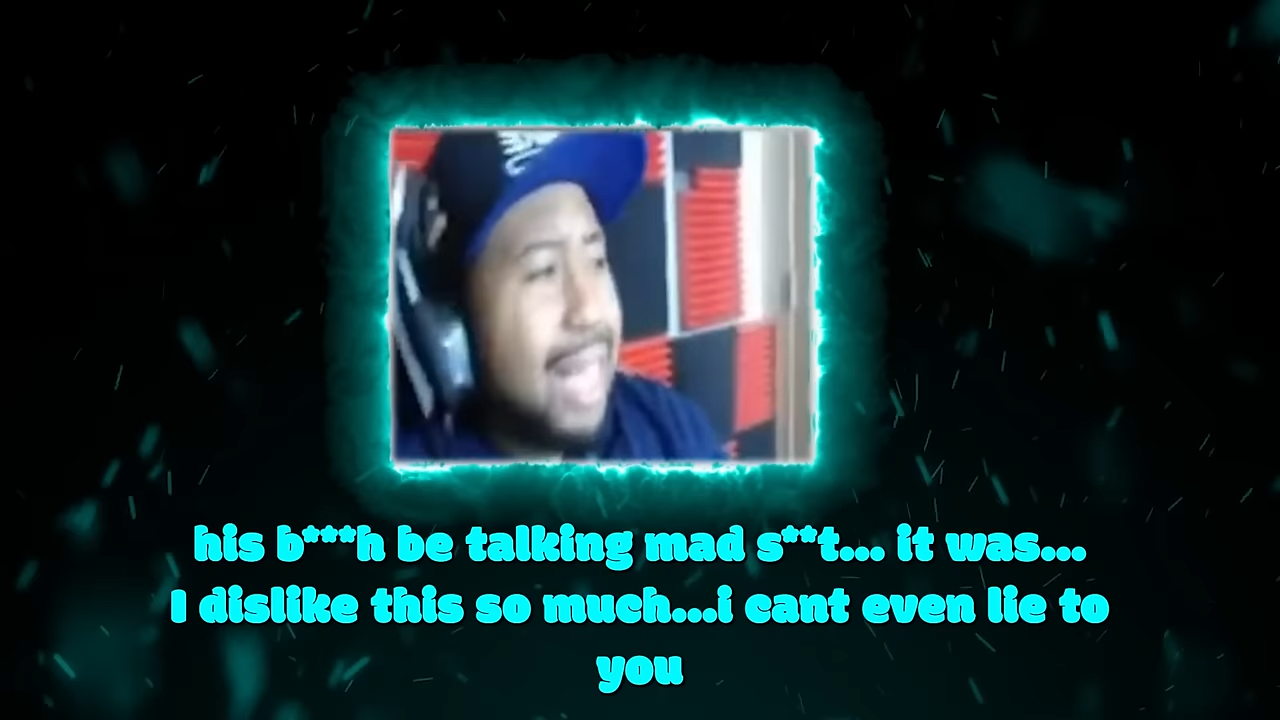 his b***h be talking mad s**t... it was...
I dislike this so much...i cant even lie to
you